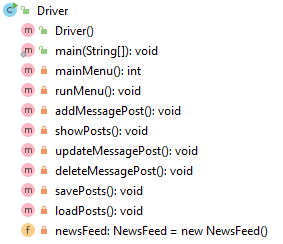 Driver
Driver()
main(String[]): void
mainMenu(): int
runMenu(): void
addMessagePost(): void
showPosts(): void
updateMessagePost(): void
deleteMessagePost(): void
savePosts(): void
loadPosts(): void
newsFeed: NewsFeed = new NewsFeed()